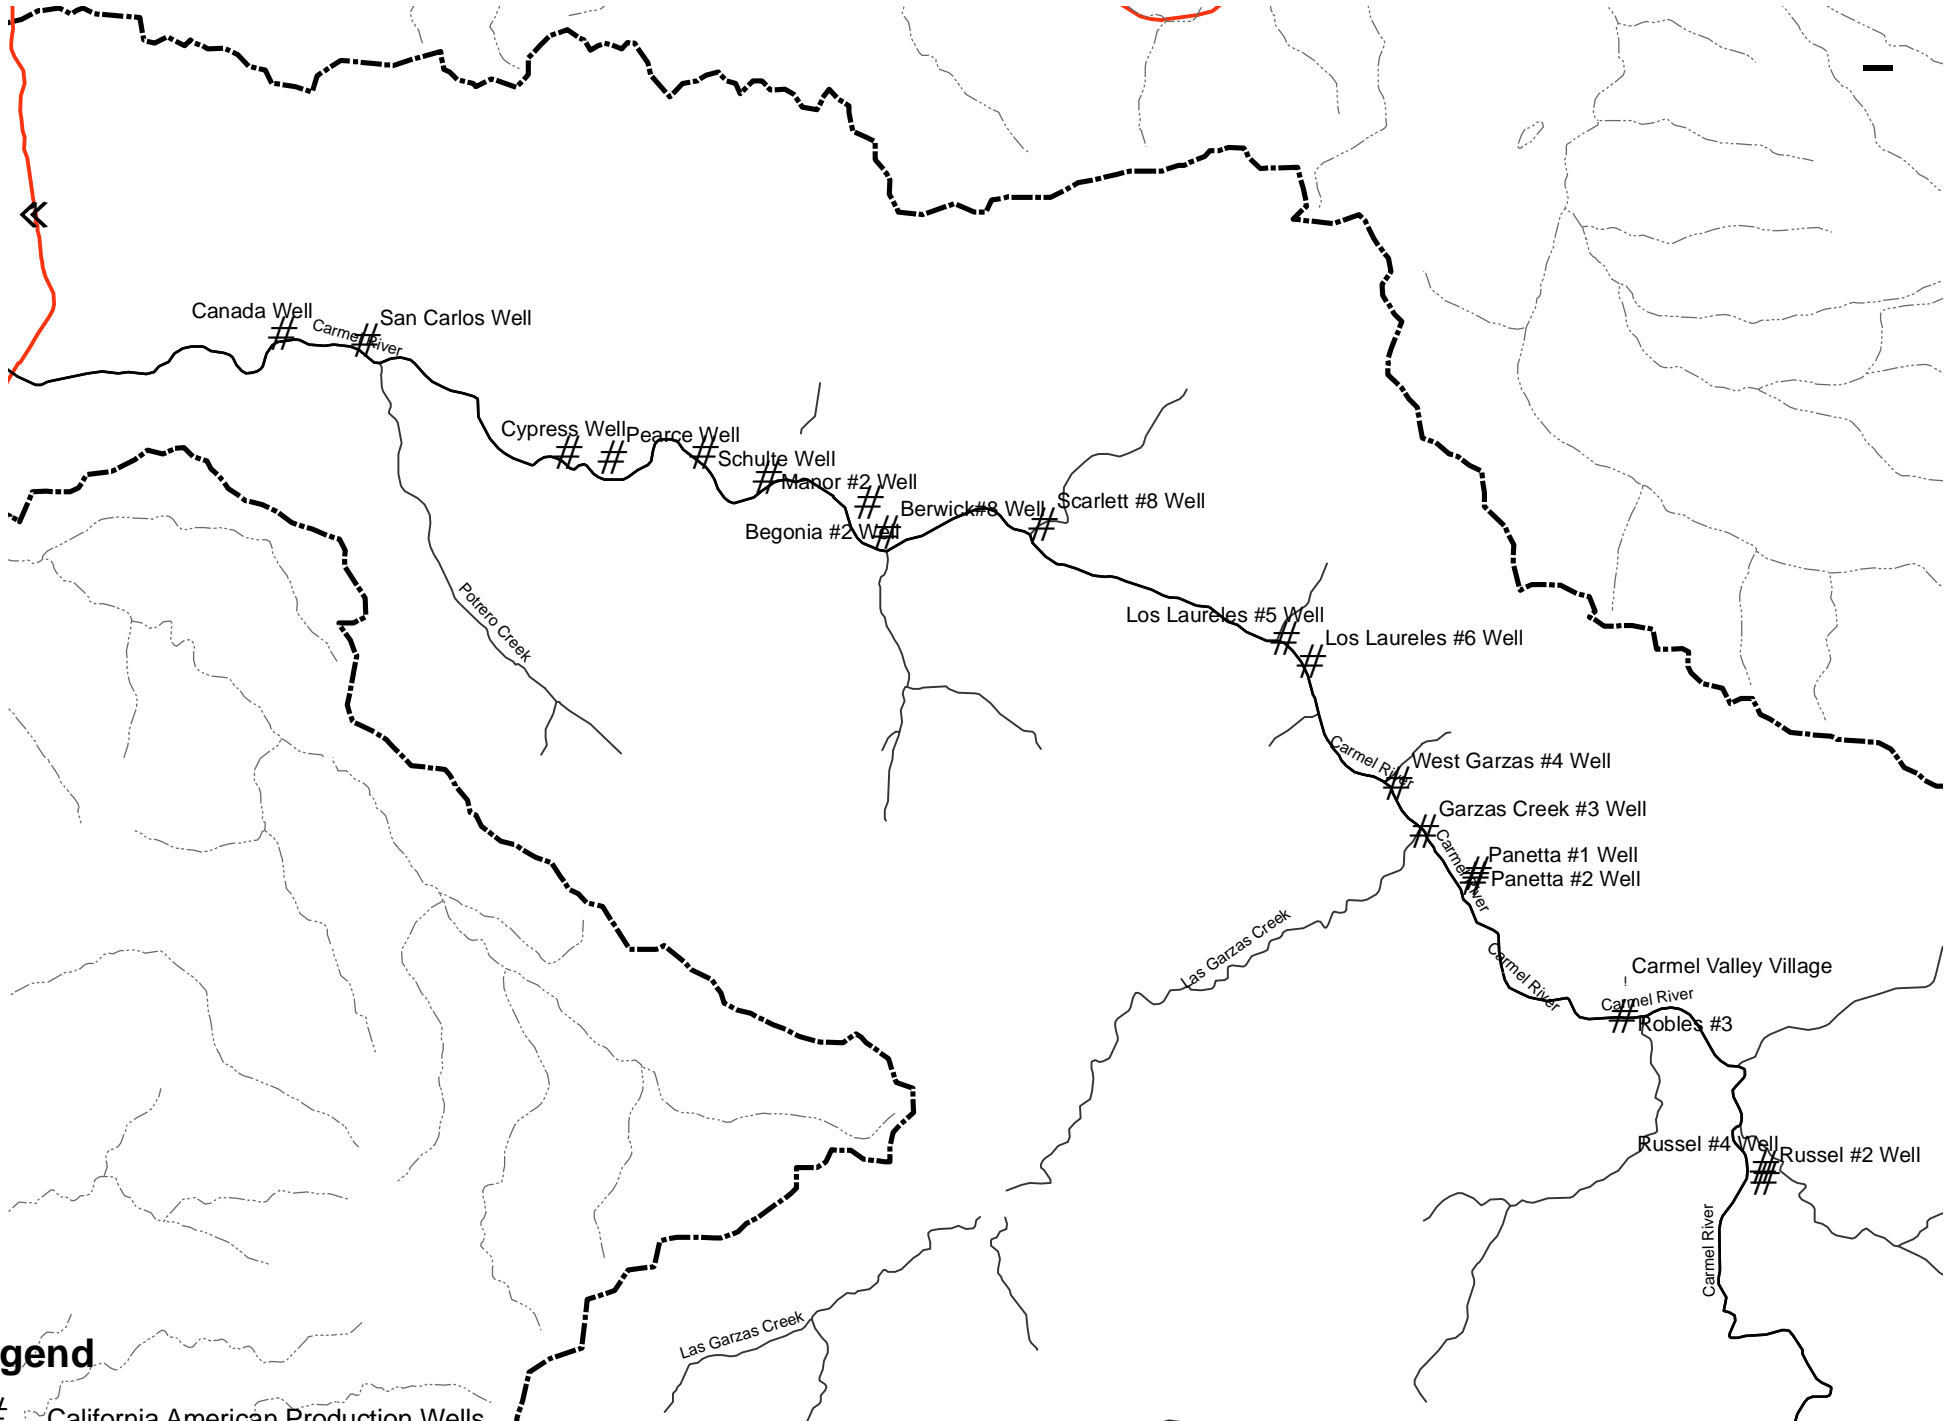 Canada Well
San Carlos Well
Carmel River
Cypress Well
Pearce Well
Schulte Well
Manor #2 Well
Begonia #2 Well
Berwick#8 Well
Scarlett #8 Well
Potrero Creek
Los Laureles #5 Well
Los Laureles #6 Well
Carmel River
West Garzas #4 Well
Garzas Creek #3 Well
Carmel River
Panetta #1 Well
Panetta #2 Well
Las Garzas Creek
Carmel River
Carmel Valley Village
Carmel River
Robles #3
Russel #4 Well
Russel #2 Well
Carmel River
Las Garzas Creek
gend
California American Production Wells